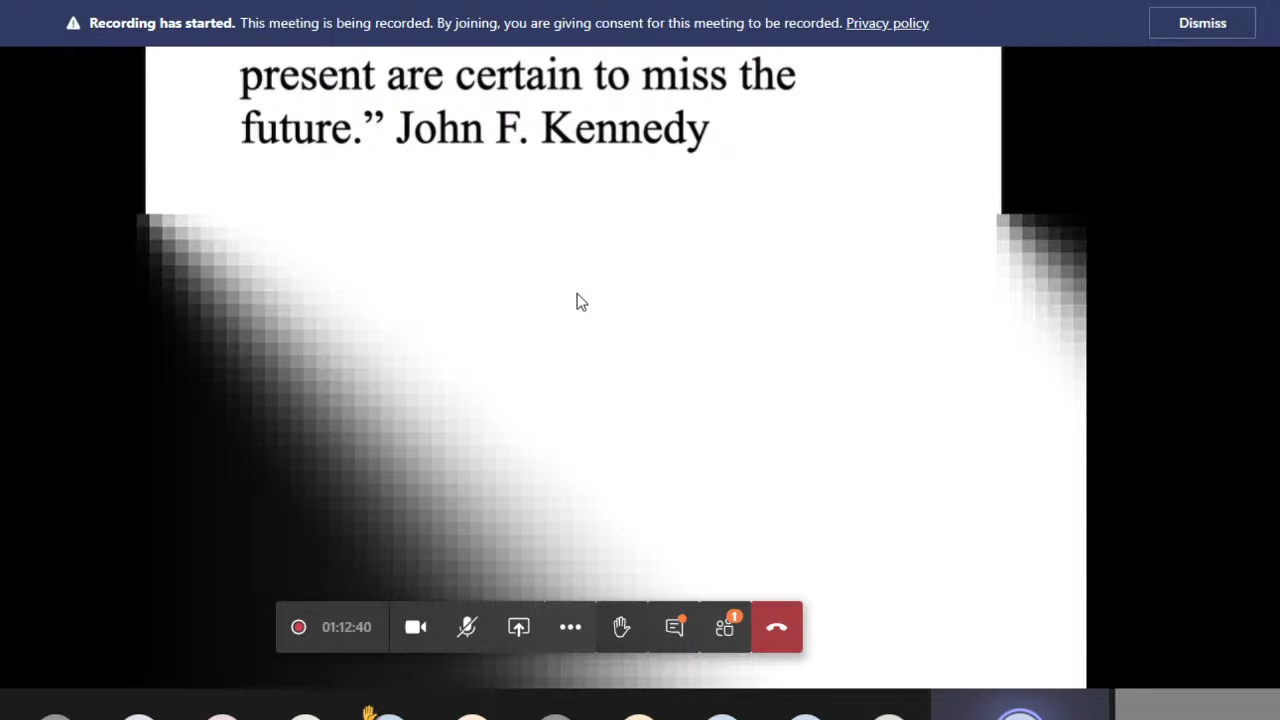 Recording has started. This meeting is being recorded. By joining, you are giving consent for this meeting to be recorded. Privacy policy
Dismiss
present are certain to miss the
future.” John F. Kennedy
01:12:40
1